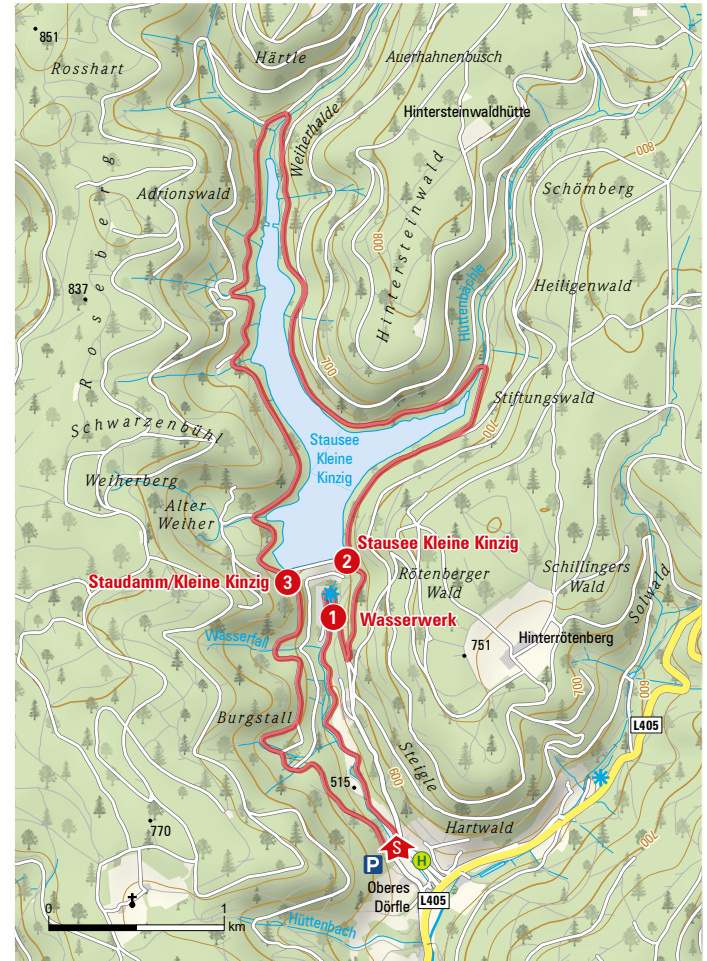 851
Rosshart
Härtle
Auerhahnenbusch
Hintersteinwaldhütte
Weiherhalde
800
Schömberg
Adrionswald
Roseberg
800
Hintersteinwald
837
Hüttenbächle
Heiligenwald
700
Stiftungswald
700
Schwarzenbühl
Stausee
Kleine
Kinzig
Weiherberg
Alter
Weiher
2
Stausee Kleine Kinzig
Staudamm/Kleine Kinzig
3
Rötenberger
Wald
Schillingers
Wald
Solwald
1
Wasserwerk
Wasserfall
751
Hinterrötenberg
700
600
Burgstall
L405
Steigle
600
515
770
Hartwald
700
S
P
H
Oberes
Dörfle
L405
0
1
km
Hüttenbach